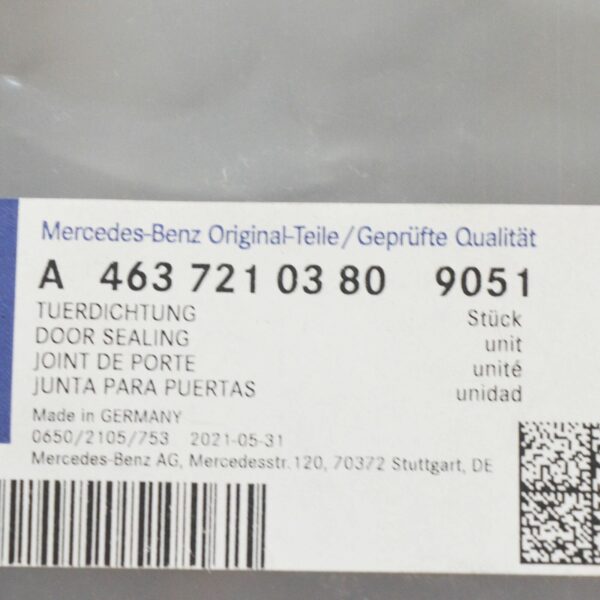 Mercedes-Benz Original-Teile/Geprüfte Qualität
A 463 721 03 80 9051
TUERDICHTUNG Stück
DOOR SEALING unit
JOINT DE PORTE unité
JUNTA PARA PUERTAS unidad
Made in GERMANY
0650/2105/753 2021-05-31
Mercedes-Benz AG, Mercedesstr.120, 70372 Stuttgart, DE